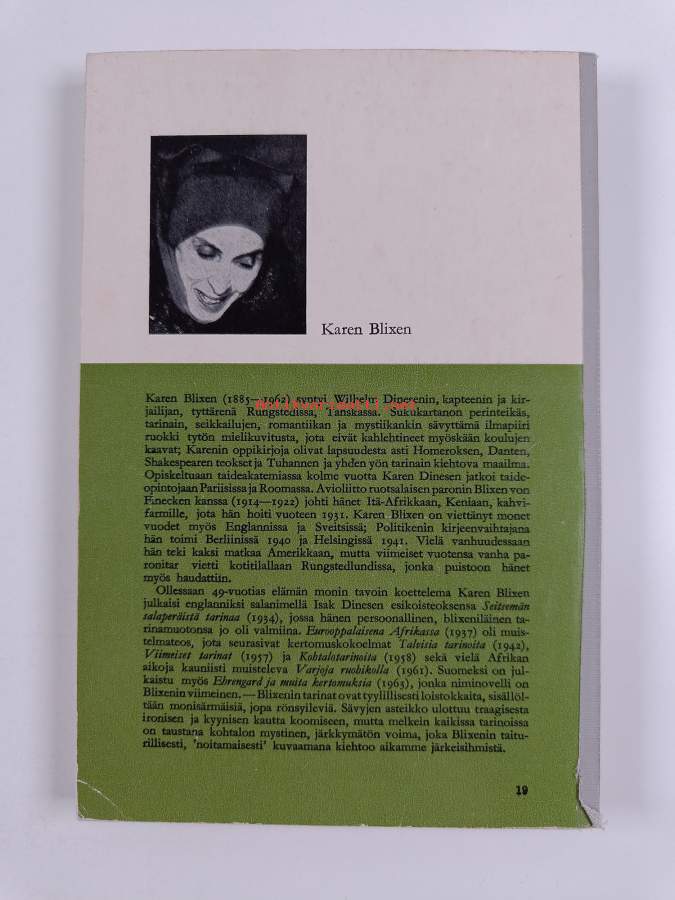 Karen Blixen
Karen Blixen (1885—1962) syntyi Wilhelm Dinesenin, kapteenin ja kir-
jailijan, tyttärenä Rungstedissa, Tanskassa. Sukukartanon perinteikäs,
tarinain, seikkailujen, romantiikan ja mystiikankin sävyttämä ilmapiiri
ruokki tytön mielikuvitusta, jota eivät kahlehtineet myöskään koulujen
kaavat; Karenin oppikirjoja olivat lapsuudesta asti Homeroksen, Danten,
Shakespearen teokset ja Tuhannen ja yhden yön tarinain kiehtova maailma.
Opiskeltuaan taideakatemiassa kolme vuotta Karen Dinesen jatkoi taide-
opintojaan Pariisissa ja Roomassa. Avioliitto ruotsalaisen paronin Blixen von
Finecken kanssa (1914—1922) johti hänet Itä-Afrikkaan, Keniaan, kahvi-
farmille, jota hän hoiti vuoteen 1931. Karen Blixen on viettänyt monet
vuodet myös Englannissa ja Sveitsissä; Politikenin kirjeenvaihtajana
hän toimi Berliinissä 1940 ja Helsingissä 1941. Vielä vanhuudessaan
hän teki kaksi matkaa Amerikkaan, mutta viimeiset vuotensa vanha pa-
ronitar vietti kotitilallaan Rungstedlundissa, jonka puistoon hänet
myös haudattiin.
Ollessaan 49-vuotias elämän monin tavoin koettelema Karen Blixen
julkaisi englanniksi salanimellä Isak Dinesen esikoisteoksensa Seitsemän
salaperäistä tarinaa (1934), jossa hänen persoonallinen, blixeniläinen ta-
rinamuotonsa jo oli valmiina. Eurooppalaisena Afrikassa (1937) oli muis-
telmateos, jota seurasivat kertomuskokoelmat Talvisia tarinoita (1942),
Viimeiset tarinat (1957) ja Kohtalotarinoita (1958) sekä vielä Afrikan
aikoja kauniisti muisteleva Varjoja ruohikolla (1961). Suomeksi on jul-
kaistu myös Ehrengard ja muita kertomuksia (1963), jonka niminovelli on
Blixenin viimeinen.—Blixenin tarinat ovat tyylillisesti loistokkaita, sisällöl-
tään monisärmäisiä, jopa rönsyileviä. Sävyjen asteikko ulottuu traagisesta
ironisen ja kyynisen kautta koomiseen, mutta melkein kaikissa tarinoissa
on taustana kohtalon mystinen, järkkymätön voima, joka Blixenin taitu-
rillisesti, 'noitamaisesti' kuvaamana kiehtoo aikamme järkeisihmistä.
19